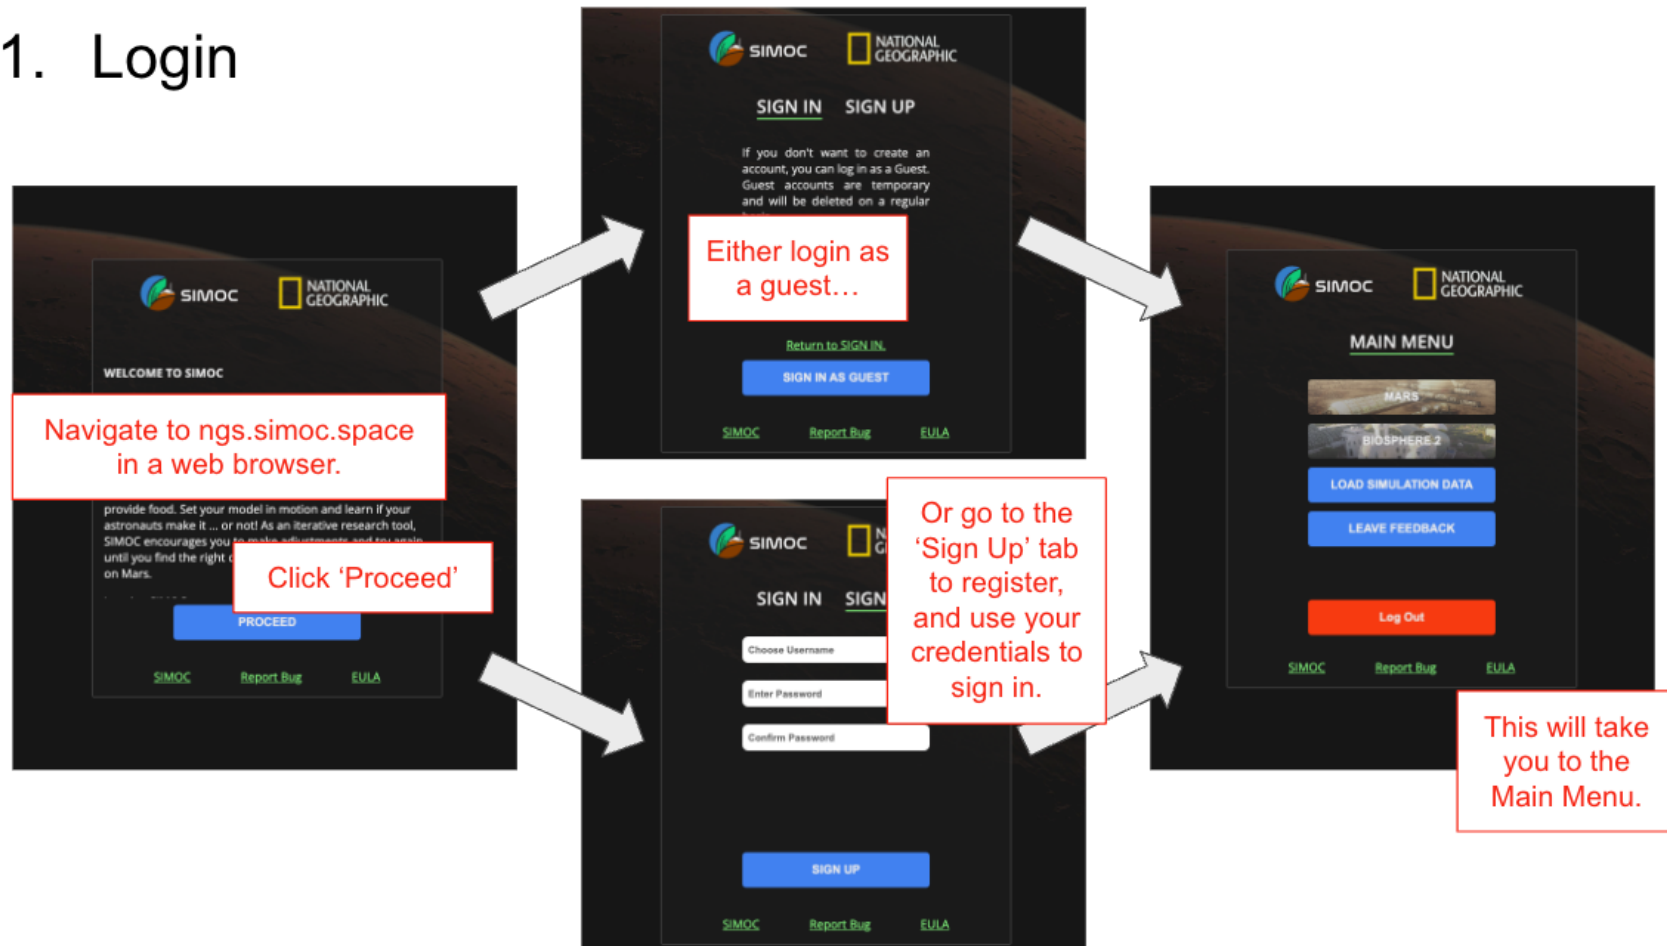 1. Login
SIMOC
NATIONAL
GEOGRAPHIC
WELCOME TO SIMOC
Navigate to ngs.simoc.space
in a web browser.
provide food. Set your model in motion and learn if your
astronauts make it ... or not! As an iterative research tool,
SIMOC encourages you to make adjustments and try again
until you find the right
on Mars.
Click ‘Proceed’
PROCEED
SIMOC Report Bug EULA
SIMOC
NATIONAL
GEOGRAPHIC
SIGN IN SIGN UP
If you don't want to create an
account, you can log in as a Guest.
Guest accounts are temporary
and will be deleted on a regular
Either login as
a guest…
Return to SIGN IN.
SIGN IN AS GUEST
SIMOC Report Bug EULA
SIMOC
SIGN IN SIGN
Choose Username
Enter Password
Confirm Password
Or go to the
‘Sign Up’ tab
to register,
and use your
credentials to
sign in.
SIGN UP
SIMOC Report Bug EULA
SIMOC
NATIONAL
GEOGRAPHIC
MAIN MENU
MARS
BIOSPHERE 2
LOAD SIMULATION DATA
LEAVE FEEDBACK
Log Out
SIMOC Report Bug EULA
This will take
you to the
Main Menu.